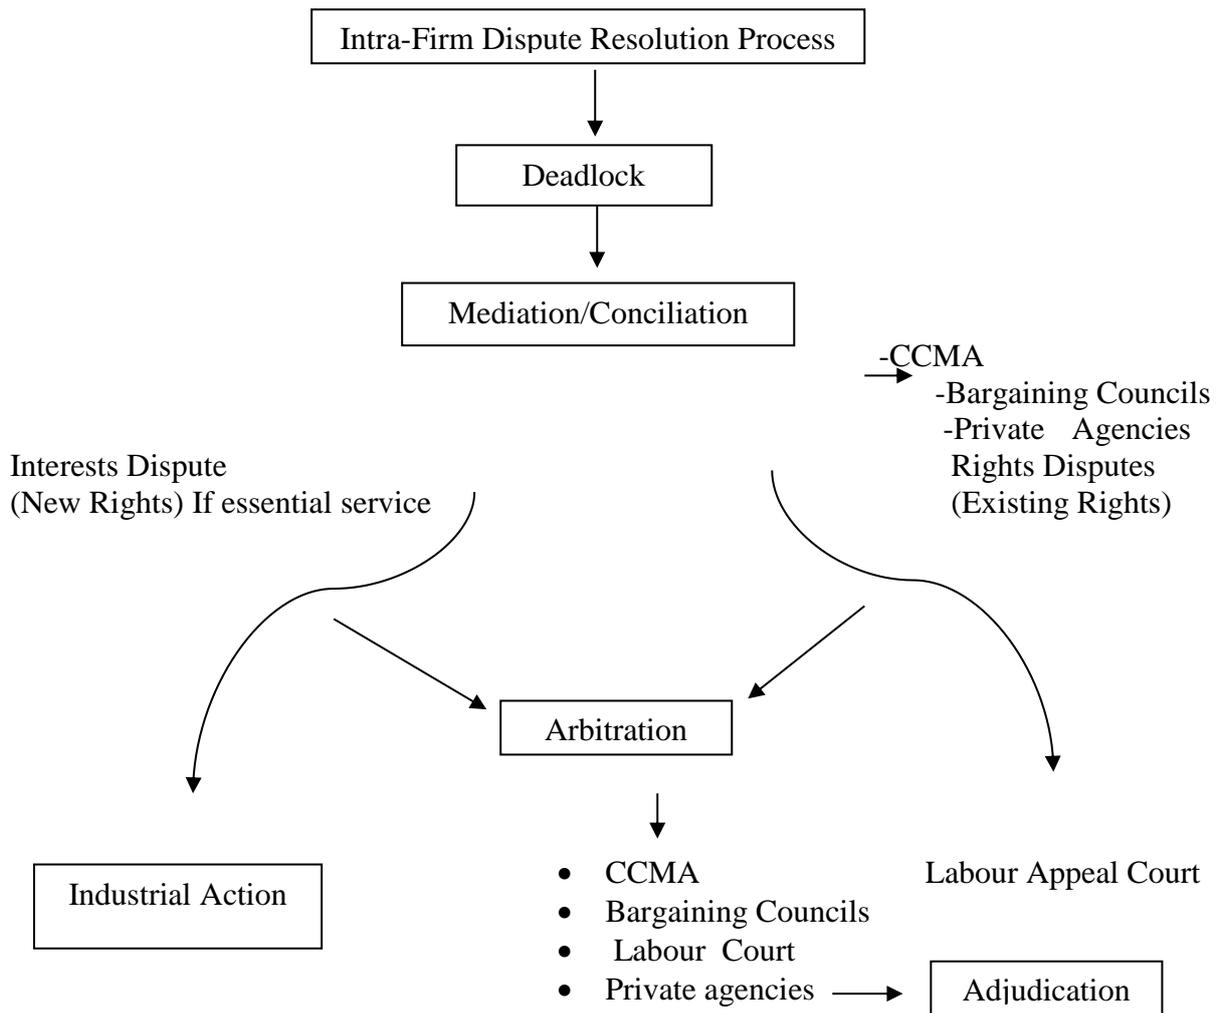 Intra-Firm Dispute Resolution Process
Deadlock
Mediation/Conciliation
-CCMA
-Bargaining Councils
-Private Agencies
Interests Dispute
Rights Disputes
(New Rights) If essential service
(Existing Rights)
Arbitration
Industrial Action
• CCMA
• Bargaining Councils
• Labour Court
• Private agencies
Labour Appeal Court
Adjudication